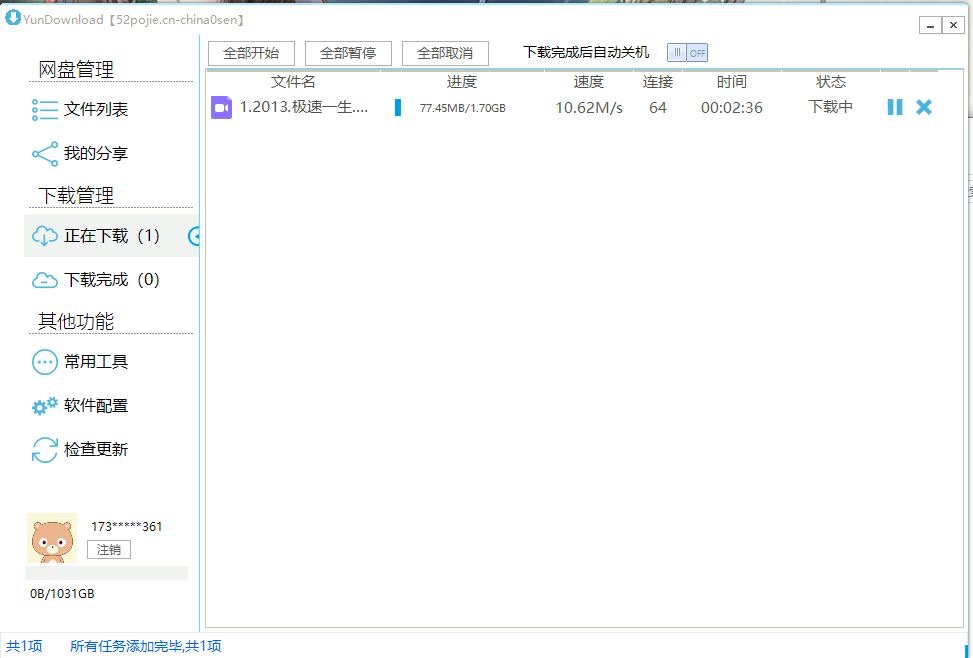 YunDownload【52pojie.cn-china0sen】
网盘管理
文件列表
我的分享
下载管理
正在下载（1）
下载完成（0）
其他功能
常用工具
软件配置
检查更新
173*****361
注销
0B/1031GB
全部开始 全部暂停 全部取消 下载完成后自动关机 OFF
文件名 进度 速度 连接 时间 状态
1.2013.极速一生.... 77.45MB/1.70GB 10.62M/s 64 00:02:36 下载中
共1项 所有任务添加完毕,共1项